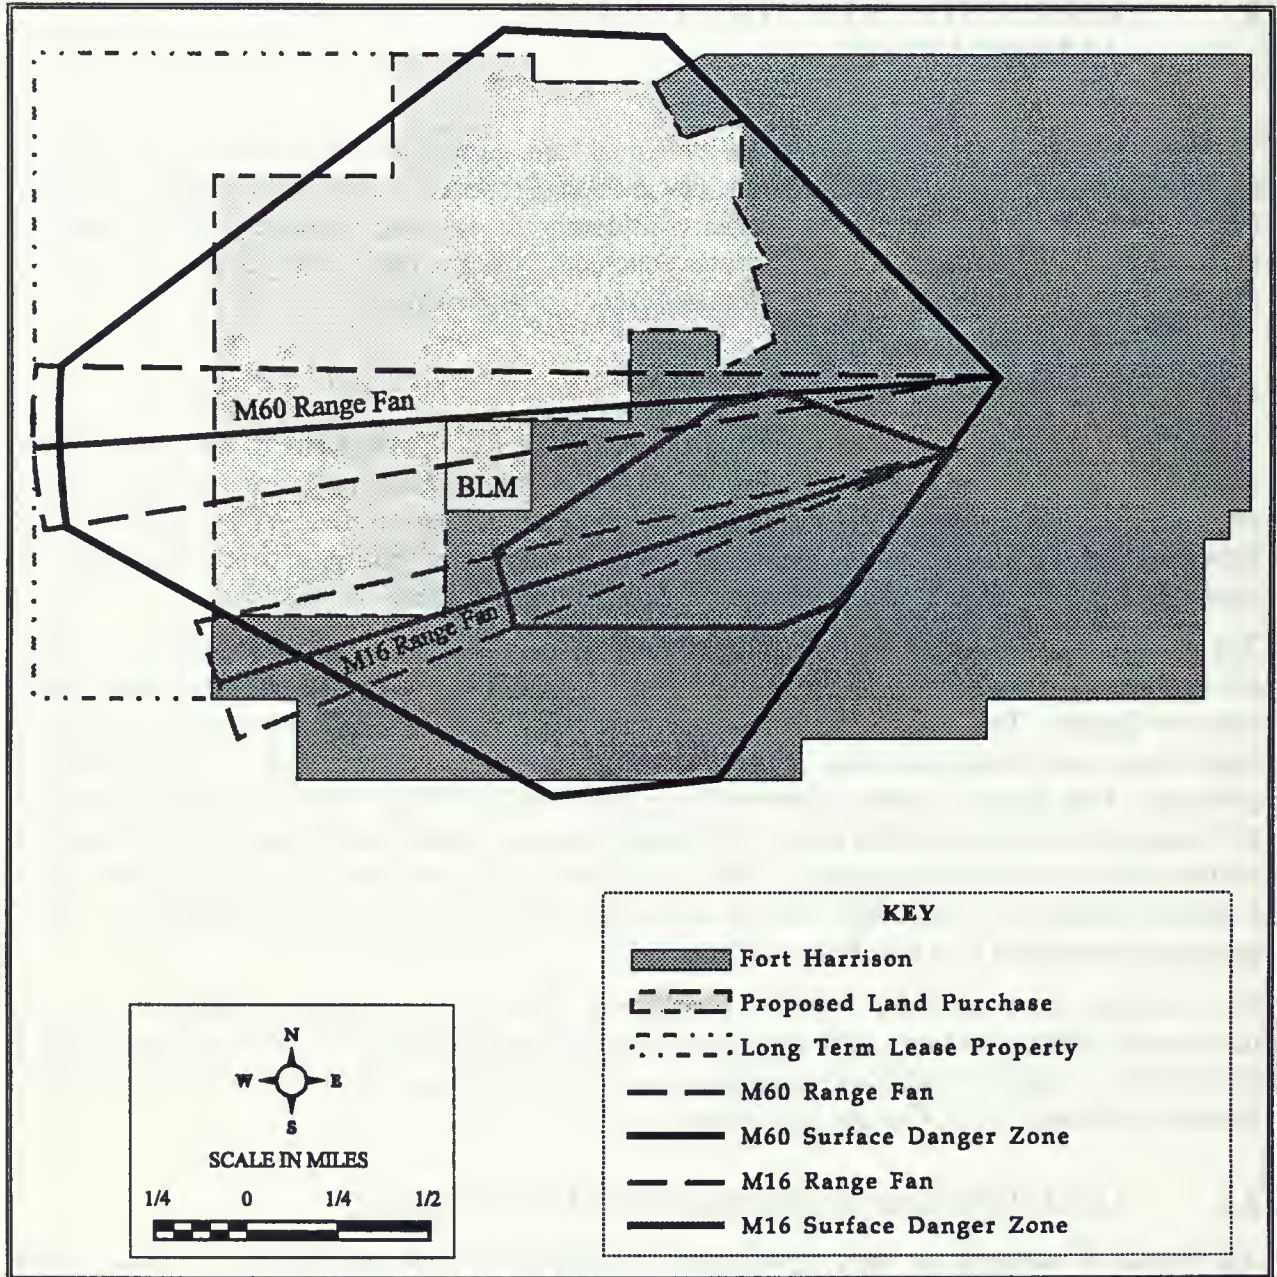 M60 Range Fan
BLM
M16 Range Fan
KEY
Fort Harrison
Proposed Land Purchase
Long Term Lease Property
M60 Range Fan
M60 Surface Danger Zone
M16 Range Fan
M16 Surface Danger Zone
N
W E
S
SCALE IN MILES
1/4 0 1/4 1/2